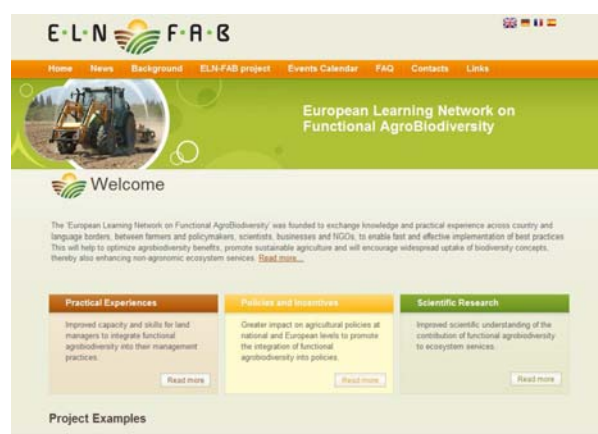 E·L·N F·A·B
Home News Background ELN-FAB project Events Calendar FAQ Contacts Links
European Learning Network on
Functional AgroBiodiversity
Welcome
The 'European Learning Network on Functional AgroBiodiversity' was founded to exchange knowledge and practical experience across country and
language borders, between farmers and policymakers, scientists, businesses and NGOs, to enable fast and effective implementation of best practices
This will help to optimize agrobiodiversity benefits, promote sustainable agriculture and will encourage widespread uptake of biodiversity concepts,
thereby also enhancing non-agronomic ecosystem services. Read more...
Practical Experiences
Improved capacity and skills for land
managers to integrate functional
agrobiodiversity into their management
practices.
Read more
Policies and Incentives
Greater impact on agricultural policies at
national and European levels to promote
the integration of functional
agrobiodiversity into policies.
Read more
Scientific Research
Improved scientific understanding of the
contribution of functional agrobiodiversity
to ecosystem services.
Read more
Project Examples